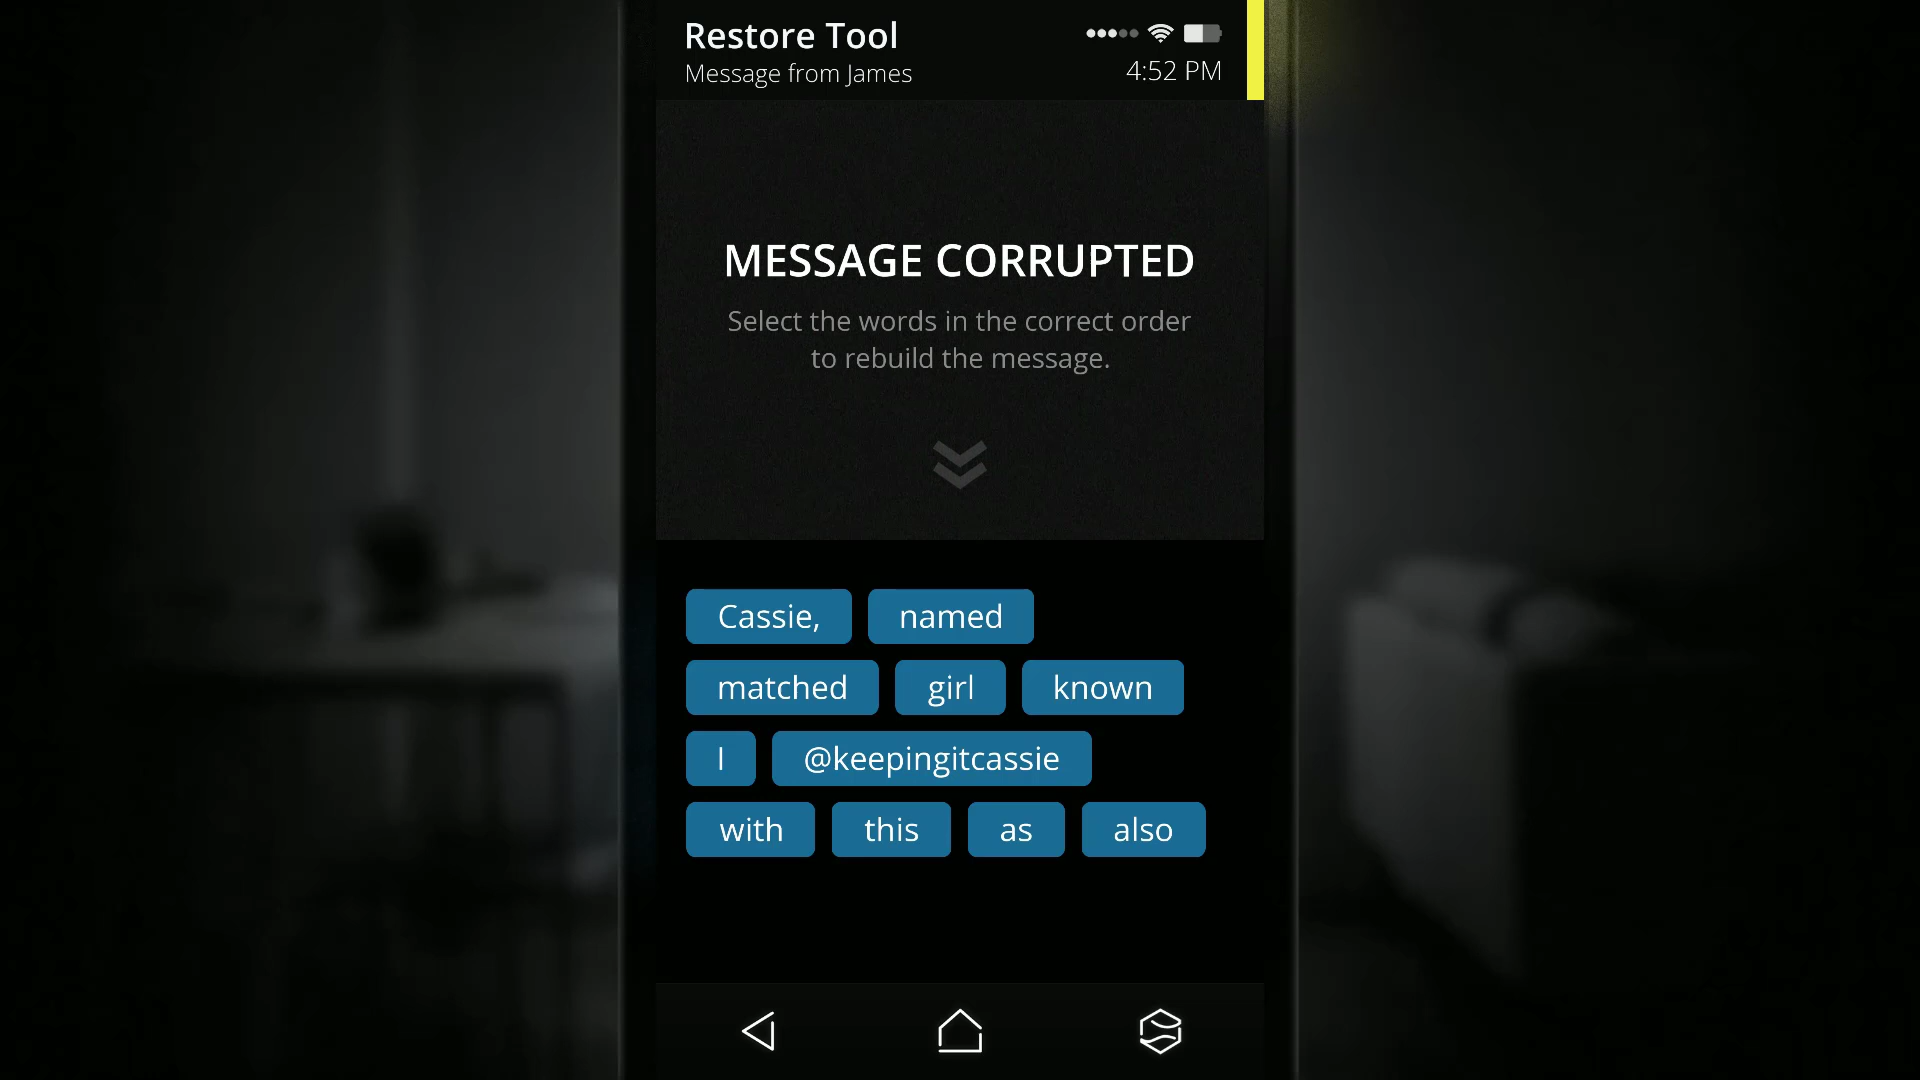 Restore Tool
Message from James
4:52 PM
MESSAGE CORRUPTED
Select the words in the correct order
to rebuild the message.
Cassie, named
matched girl known
I @keepingitcassie
with this as also